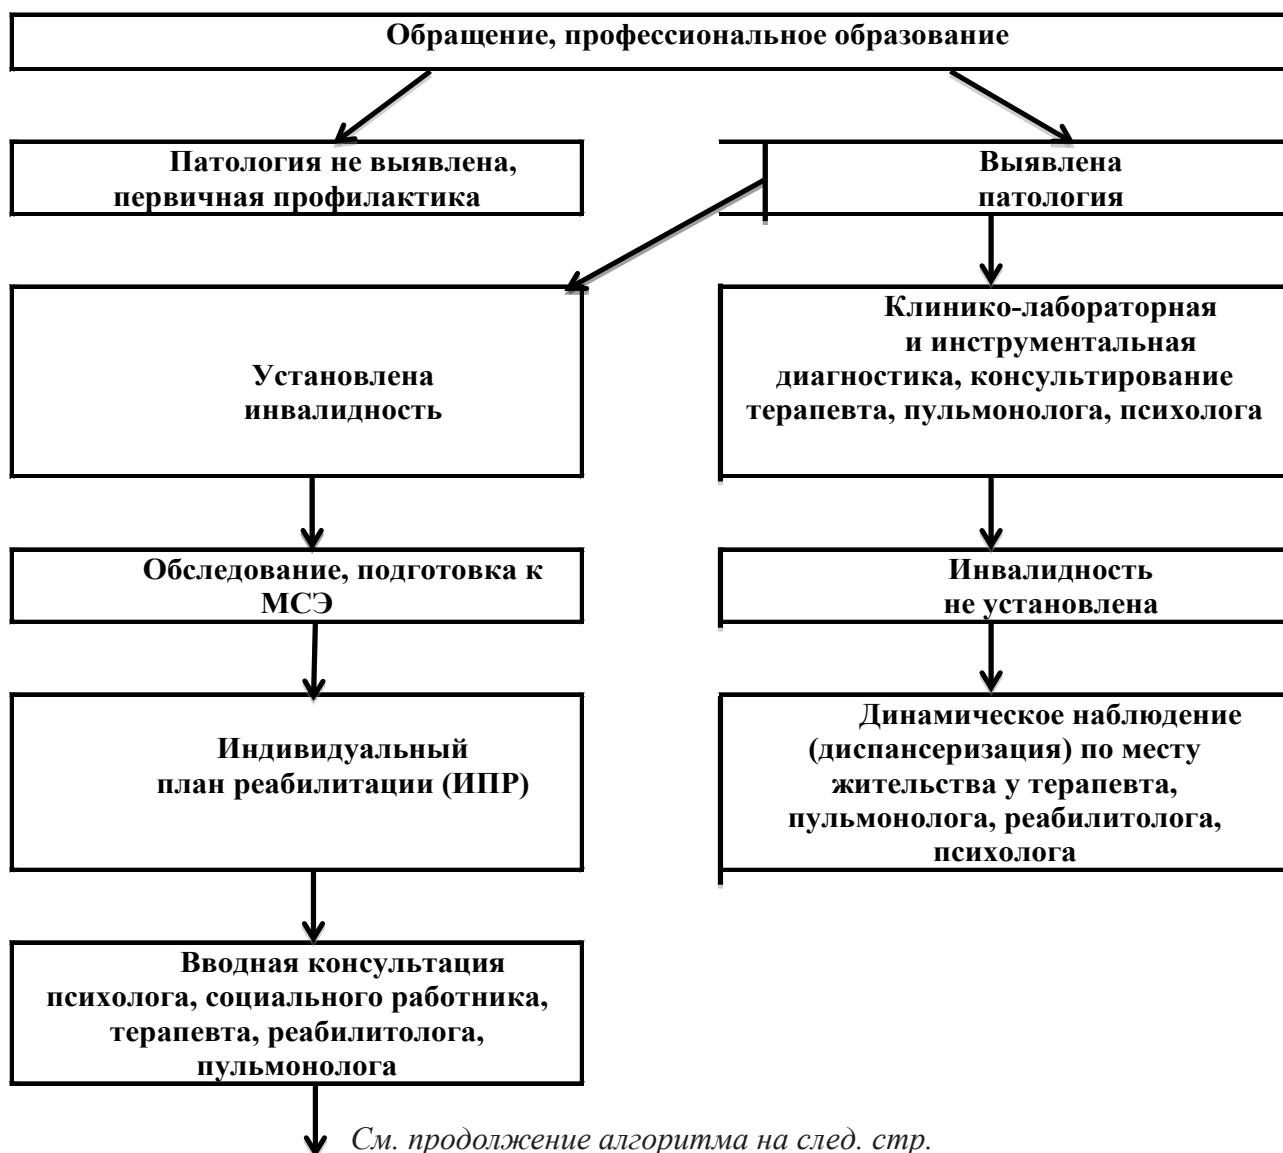 Обращение, профессиональное образование
Патология не выявлена,
первичная профилактика
Выявлена
патология
Установлена
инвалидность
Клинико-лабораторная
и инструментальная
диагностика, консультирование
терапевта, пульмонолога, психолога
Обследование, подготовка к
МСЭ
Инвалидность
не установлена
Индивидуальный
план реабилитации (ИПР)
Динамическое наблюдение
(диспансеризация) по месту
жительства у терапевта,
пульмонолога, реабилитолога,
психолога
Вводная консультация
психолога, социального работника,
терапевта, реабилитолога,
пульмонолога
См. продолжение алгоритма на след. стр.